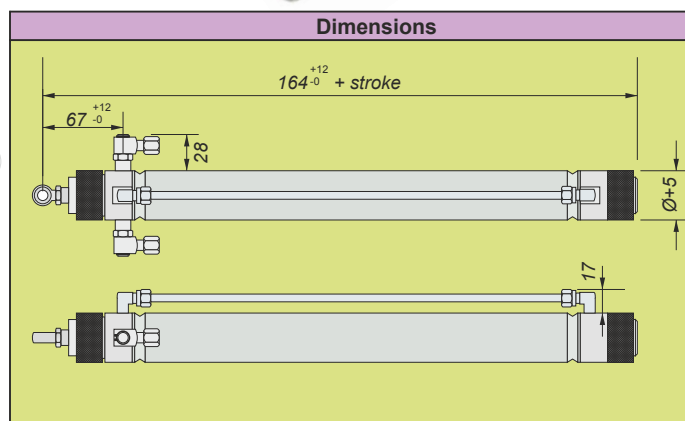 Dimensions
164 +12 -0 + stroke
67 +12 -0
28
Ø+5
17